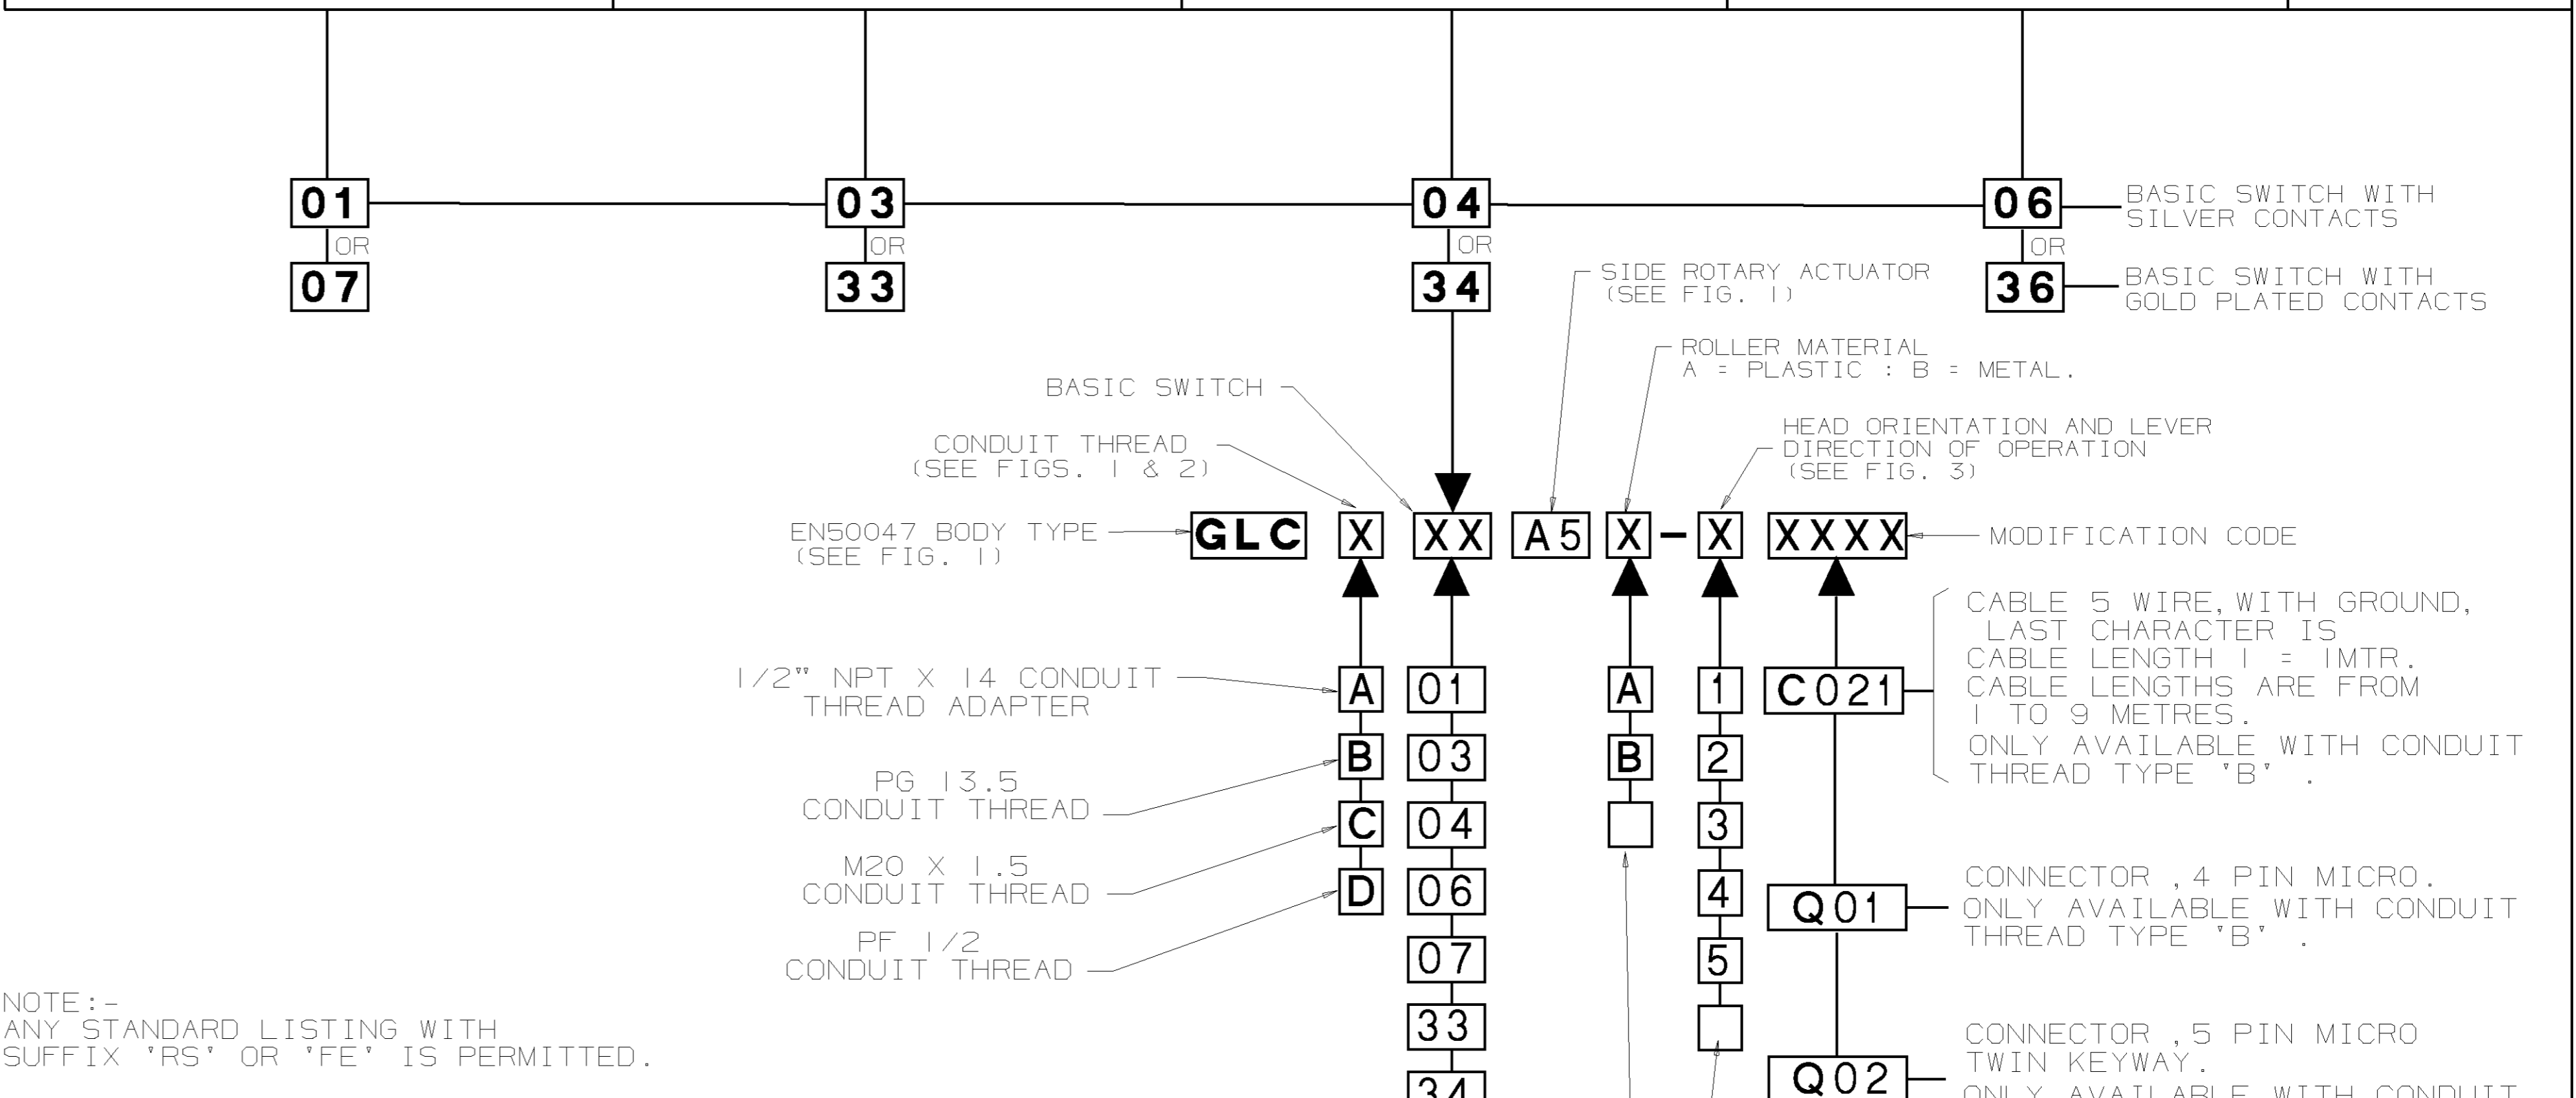 01
03
04
06
BASIC SWITCH WITH
SILVER CONTACTS
OR
OR
OR
OR
07
33
34
36
BASIC SWITCH WITH
GOLD PLATED CONTACTS
SIDE ROTARY ACTUATOR
(SEE FIG. 1)
ROLLER MATERIAL
A = PLASTIC : B = METAL.
BASIC SWITCH
HEAD ORIENTATION AND LEVER
DIRECTION OF OPERATION
(SEE FIG. 3)
CONDUIT THREAD
(SEE FIGS. 1 & 2)
EN50047 BODY TYPE
(SEE FIG. 1)
GLC X XX A5 X - X XXXX
MODIFICATION CODE
1/2" NPT X 14 CONDUIT
THREAD ADAPTER
PG 13.5
CONDUIT THREAD
M20 X 1.5
CONDUIT THREAD
PF 1/2
CONDUIT THREAD
A
B
C
D
01
03
04
06
07
33
34
A
B
1
2
3
4
5
C021
CABLE 5 WIRE, WITH GROUND,
LAST CHARACTER IS
CABLE LENGTH 1 = 1MTR.
CABLE LENGTHS ARE FROM
1 TO 9 METRES.
ONLY AVAILABLE WITH CONDUIT
THREAD TYPE 'B' .
Q01
CONNECTOR ,4 PIN MICRO.
ONLY AVAILABLE WITH CONDUIT
THREAD TYPE 'B' .
Q02
CONNECTOR ,5 PIN MICRO
TWIN KEYWAY.
ONLY AVAILABLE WITH CONDUIT
NOTE:-
ANY STANDARD LISTING WITH
SUFFIX 'RS' OR 'FE' IS PERMITTED.